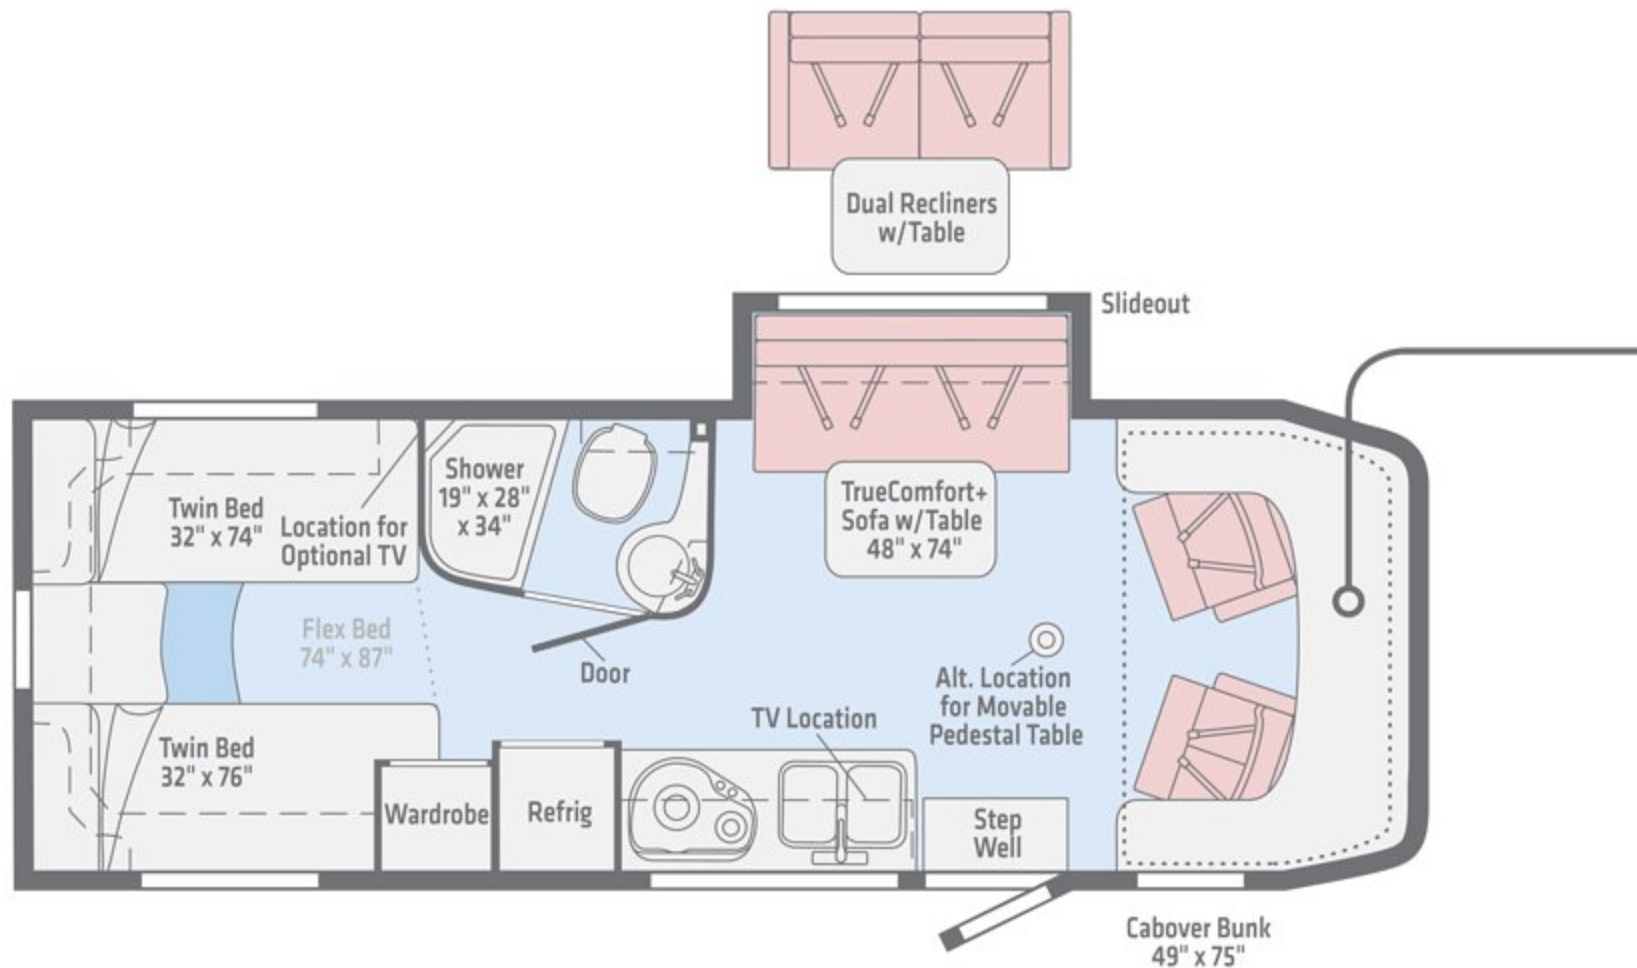 Dual Recliners
w/Table
Slideout
Shower
19" x 28"
x 34"
Twin Bed
32" x 74"
Location for
Optional TV
TrueComfort+
Sofa w/Table
48" x 74"
Flex Bed
74" x 87"
Door
Alt. Location
for Movable
Pedestal Table
TV Location
Twin Bed
32" x 76"
Wardrobe
Refrig
Step
Well
Cabover Bunk
49" x 75"